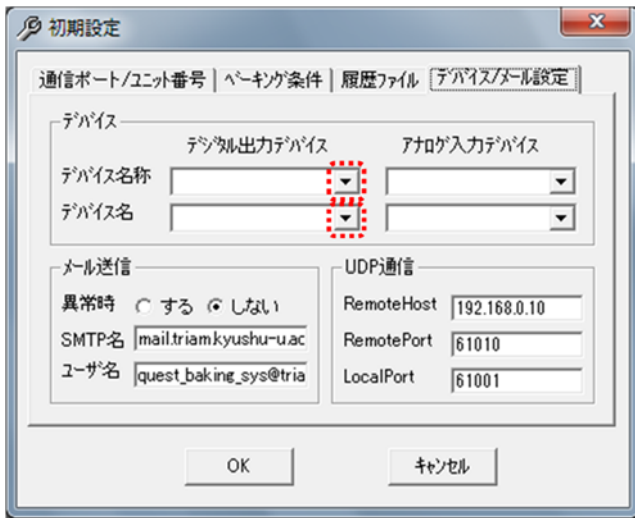 初期設定
通信ポート/ユニット番号 ベーキング条件 履歴ファイル デバイス/メール設定
デバイス
デジタル出力デバイス アナログ入力デバイス
デバイス名称
デバイス名
メール送信
異常時 する しない
SMTP名 mail.triam.kyushu-u.ac
ユーザ名 quest_baking_sys@tria
UDP通信
RemoteHost 192.168.0.10
RemotePort 61010
LocalPort 61001
OK キャンセル